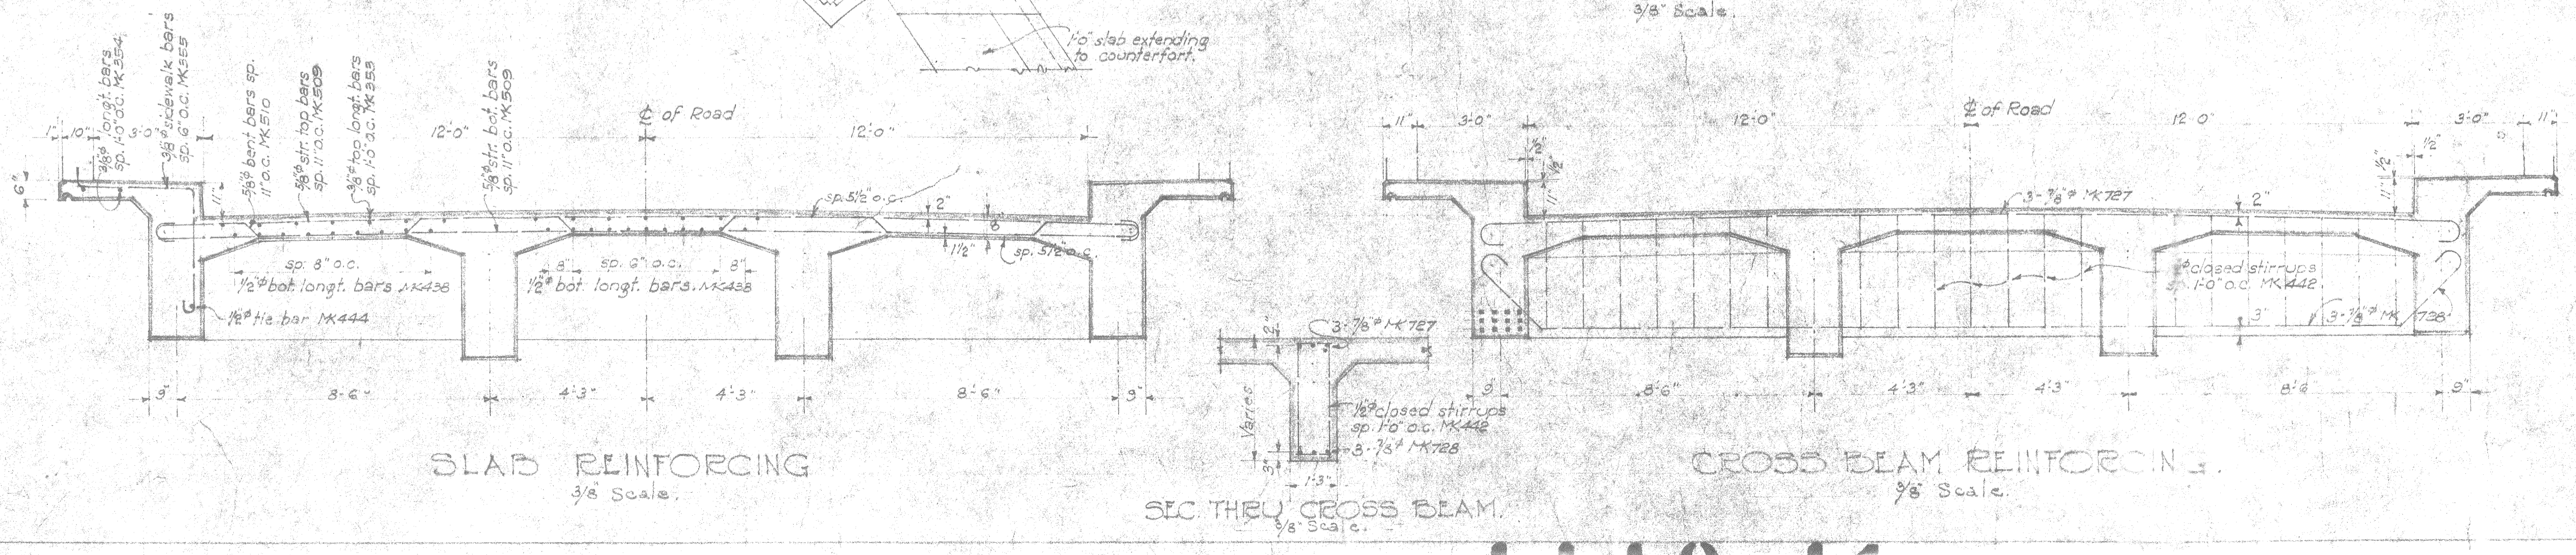 3/8" Scale.
1'-0" slab extending
to counterfort.
3/8"ϕ longt. bars
sp. 1'-0" o.c. MK354
3/8"ϕ sidewalk bars
sp. 6" o.c. MK355
5/8"ϕ bent bars sp.
11" o.c. MK510
5/8"ϕ str. top bars
sp. 11" o.c. MK509
3/8"ϕ top longt. bars
sp. 1'-0" o.c. MK353
5/8"ϕ str. bot. bars
sp. 11" o.c. MK509
℄ of Road
1" 10" 3'-0" 12'-0" 12'-0"
6"
11"
sp. 5 1/2" o.c.
2"
1 1/2"
sp. 5 1/2" o.c.
sp. 8" o.c.
1/2"ϕ bot. longt. bars. MK438
8" sp. 6" o.c. 8"
1/2"ϕ bot. longt. bars. MK438
1/2"ϕ tie bar MK444
9" 8'-6" 4'-3" 4'-3" 8'-6" 9"
SLAB REINFORCING
3/8" Scale.
2"
3-7/8"ϕ MK727
Varies
1/2"ϕ closed stirrups
sp. 1'-0" o.c. MK442
3-7/8"ϕ MK728
3"
1'-3"
SEC. THRU CROSS BEAM.
3/8" Scale.
℄ of Road
11" 3'-0" 12'-0" 12'-0" 3'-0" 11"
1/2"
1/2"
11"
1/2"
1/2"
11"
3-7/8"ϕ MK727
2"
ϕ closed stirrups
sp. 1'-0" o.c. MK442.
3"
3-7/8"ϕ MK 728
9" 8'-6" 4'-3" 4'-3" 8'-6 9"
CROSS BEAM REINFORCIN
3/8" Scale.